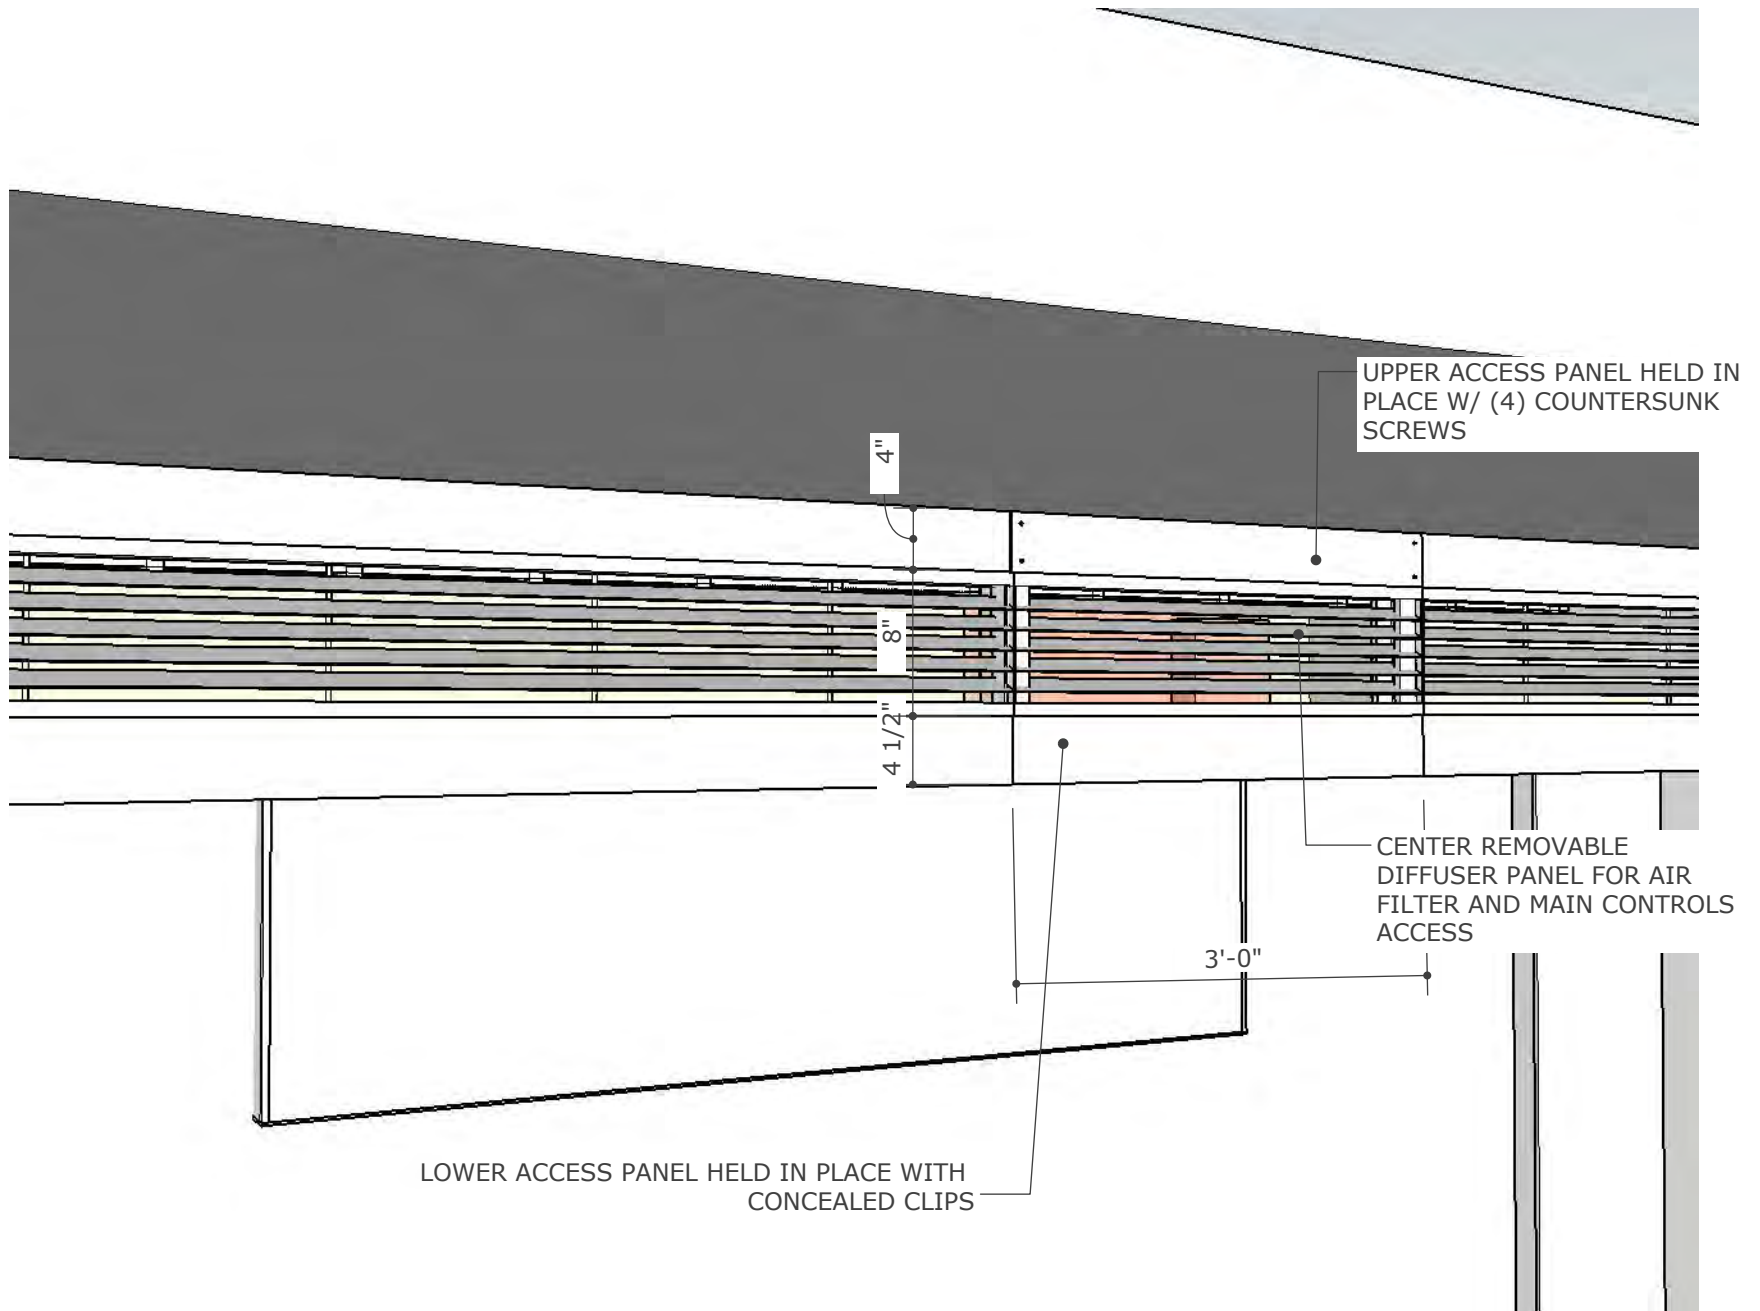 UPPER ACCESS PANEL HELD IN
PLACE W/ (4) COUNTERSUNK
SCREWS
4"
8"
4 1/2"
CENTER REMOVABLE
DIFFUSER PANEL FOR AIR
FILTER AND MAIN CONTROLS
ACCESS
3'-0"
LOWER ACCESS PANEL HELD IN PLACE WITH
CONCEALED CLIPS